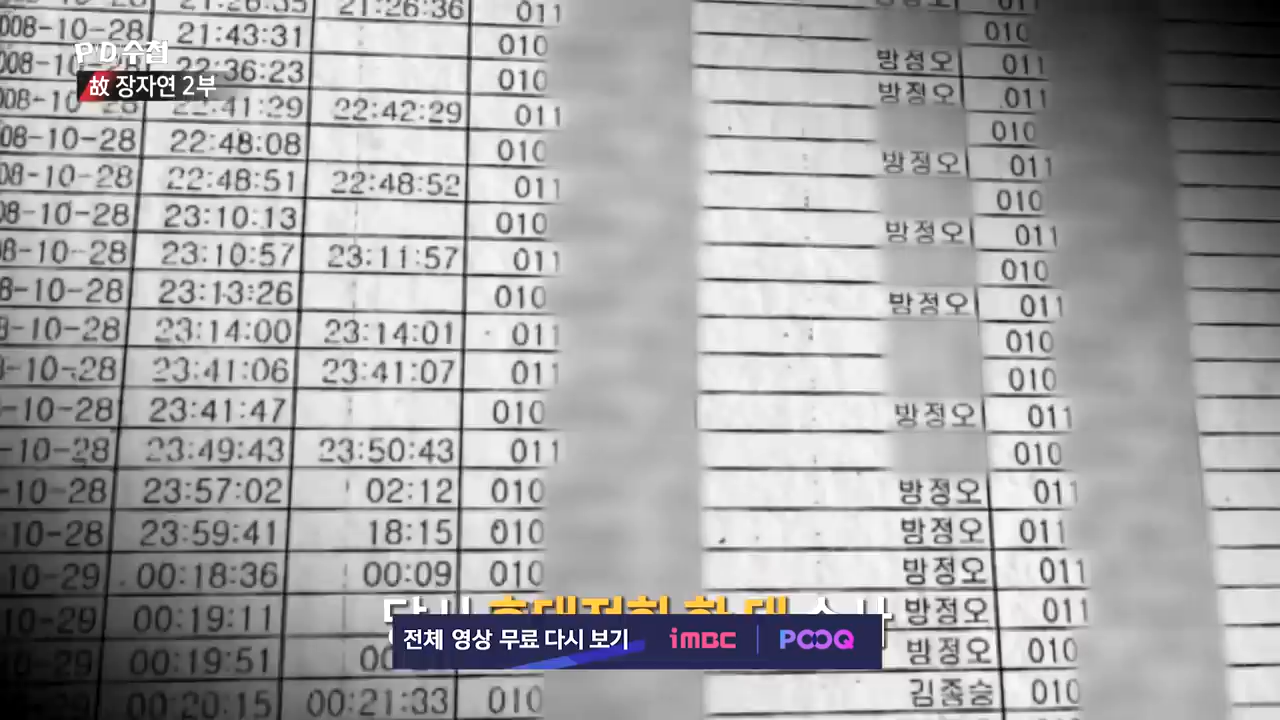 PD수첩
故 장자연 2부
21:26:35 21:26:36 011 011
008-10-28 21:43:31 010 010
008-10-28 22:36:23 010 방정오 011
008-10-28 22:41:29 22:42:29 011 방정오 011
08-10-28 22:48:08 010 010
08-10-28 22:48:51 22:48:52 011 방정오 011
08-10-28 23:10:13 010 010
08-10-28 23:10:57 23:11:57 011 방정오 011
8-10-28 23:13:26 010 010
8-10-28 23:14:00 23:14:01 011 방정오 011
-10-28 23:41:06 23:41:07 011 010
-10-28 23:41:47 010 010
-10-28 23:49:43 23:50:43 011 방정오 011
-10-28 23:57:02 02:12 010 010
10-28 23:59:41 18:15 010 방정오 011
10-29 00:18:36 00:09 010 방정오 011
10-29 00:19:11 방정오 011
-29 00:19:51 00 방정오 011
00:20:15 00:21:33 010 방정오 010
김종승 010
전체 영상 무료 다시 보기 iMBC POOQ